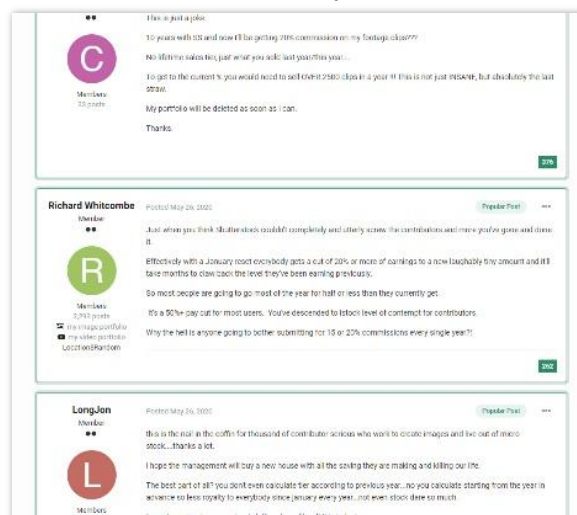 This is just a joke.
10 years with SS and now I'll be getting 20% commission on my footage clips???
No lifetime sales tier, just what you sold last year/this year....
To get to the current % you would need to sell OVER 2500 clips in a year !!! This is not just INSANE, but absolutely the last
straw.
My portfolio will be deleted as soon as I can.
Thanks.
C
Members
posts
376
Richard Whitcombe
Member
R
Members
2,293 posts
my image portfolio
my video portfolio
Location:Random
Posted May 26, 2020
Popular Post
Just when you think Shutterstock couldn't completely and utterly screw the contributors and more you've gone and done
it.
Effectively with a January reset everybody gets a cut of 20% or more of earnings to a new laughably tiny amount and it'll
take months to claw back the level they've been earning previously.
So most people are going to go most of the year for half or less than they currently get.
It's a 50%+ pay cut for most users. You've descended to Istock level of contempt for contributors.
Why the hell is anyone going to bother submitting for 15 or 20% commissions every single year?!
262
LongJon
Member
L
Members
Posted May 26, 2020
Popular Post
this is the nail in the coffin for thousand of contributor serious who work to create images and live out of micro
stock....thanks a lot.
I hope the management will buy a new house with all the saving they are making and killing our life.
The best part of all? you dont even calculate tier according to previous year...no you calculate starting from the year in
advance so less royalty to everybody since january every year...not even stock dare so much